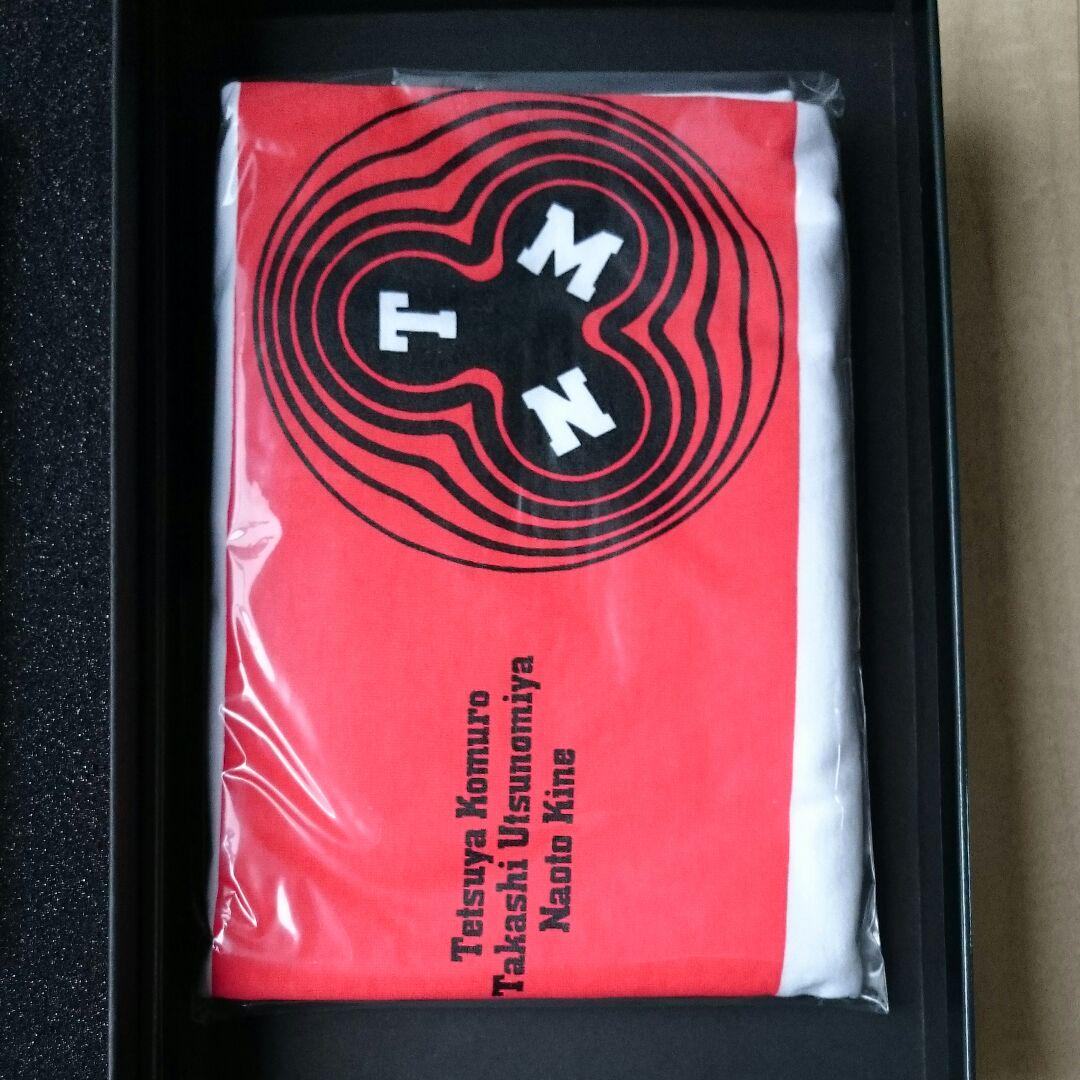 T
M
N
Tetsuya Komuro
Takashi Utsunomiya
Naoto Kine